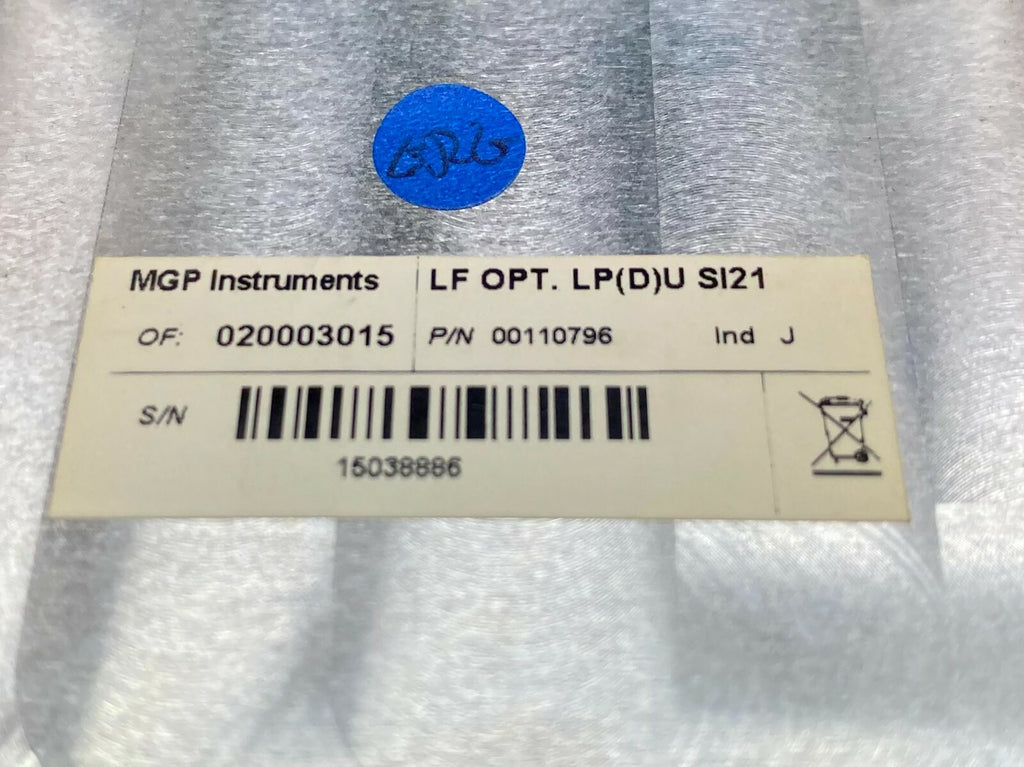 MGP Instruments
LF OPT. LP(D)U SI21
OF: 020003015
P/N 00110796 Ind J
S/N
15038886